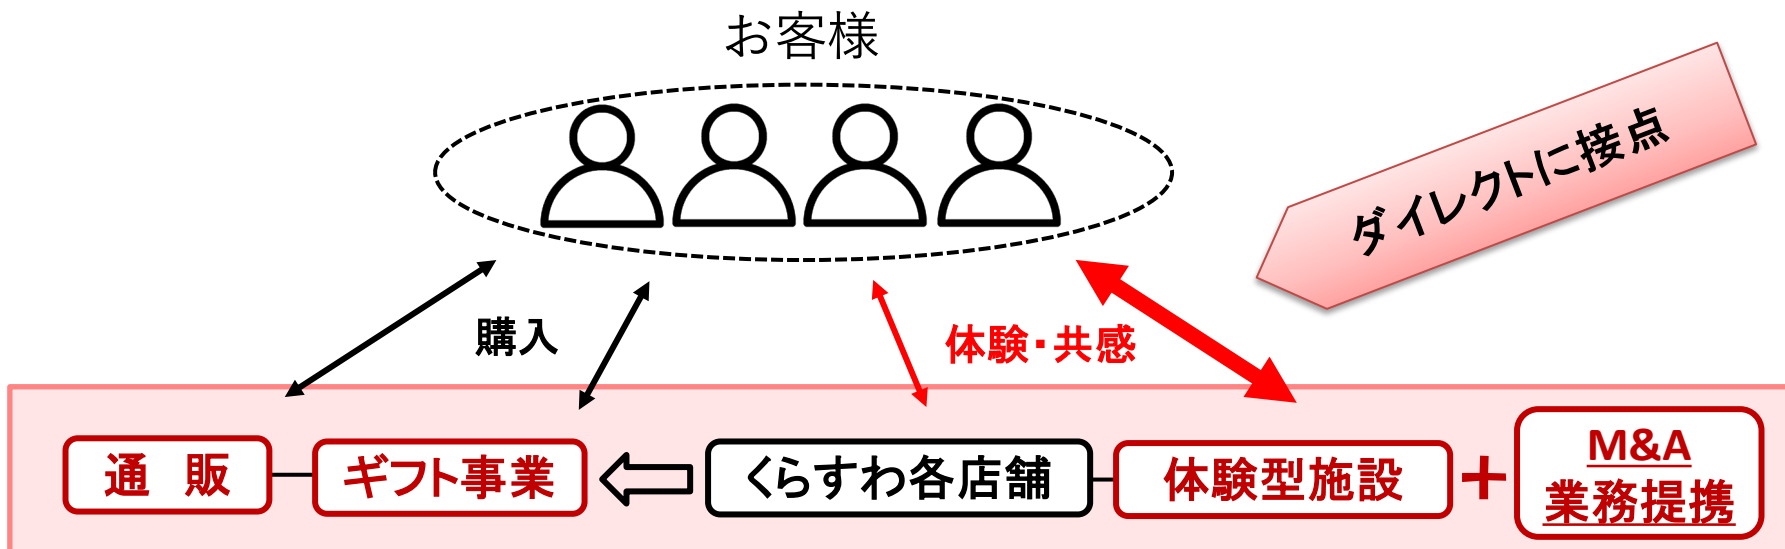 お客様
ダイレクトに接点
購入
体験・共感
通　販
ギフト事業
くらすわ各店舗
体験型施設
+
M&A
業務提携